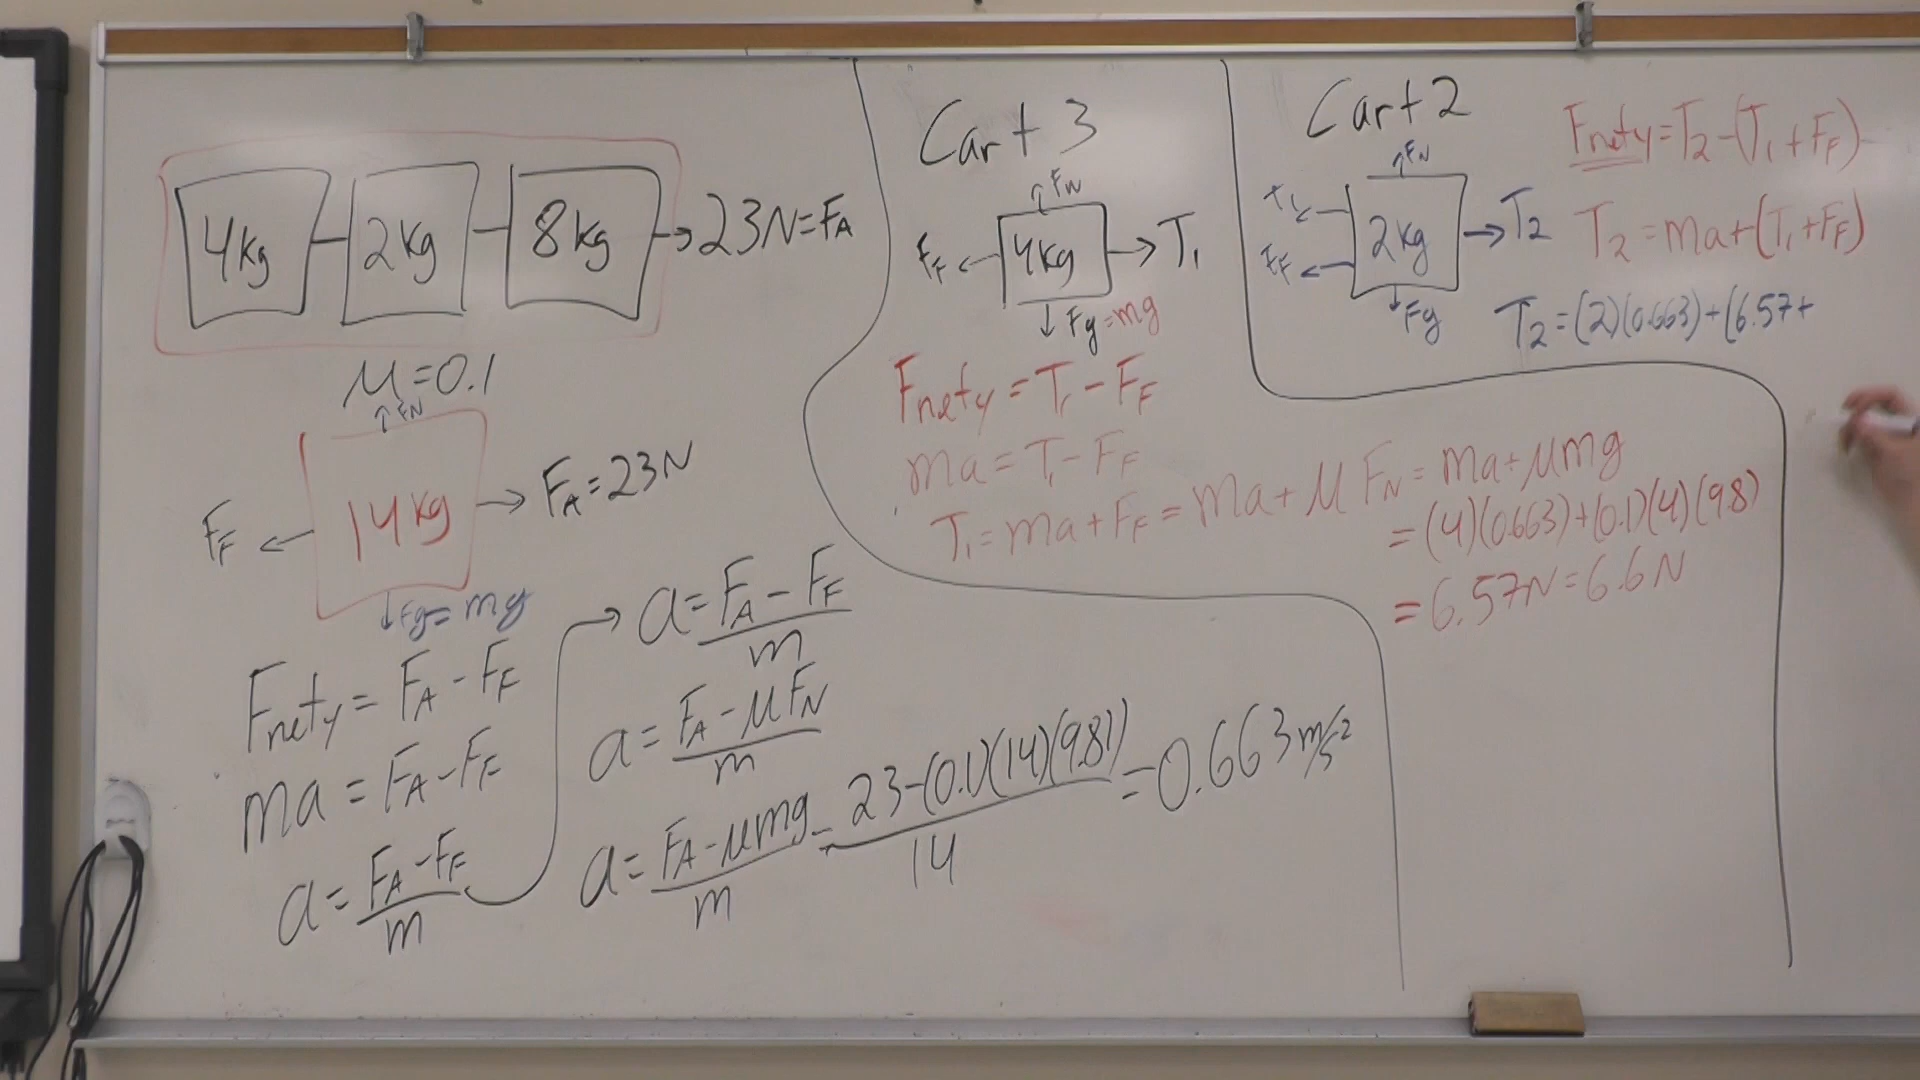 4kg 2kg 8kg → 23N=FA
μ=0.1
FN
FF ← 14kg → FA=23N
↓Fg=mg
Fnety=FA-FF
ma=FA-FF
a=FA-FF/m
a=FA-FF/m
a=FA-μFN/m
a=FA-μmg/m=23-(0.1)(14)(9.81)/14=0.663m/s²
Cart 3
↑FN
FF ← 4kg → T1
↓Fg=mg
Fnety=T1-FF
ma=T1-FF
T1=ma+FF=ma+μFN=ma+μmg
=(4)(0.663)+(0.1)(4)(9.8)
=6.57N=6.6N
Cart 2
↑FN
T1 ←
FF ← 2kg → T2
↓Fg
Fnety=T2-(T1+FF)
T2=ma+(T1+FF)
T2=(2)(0.663)+(6.57+